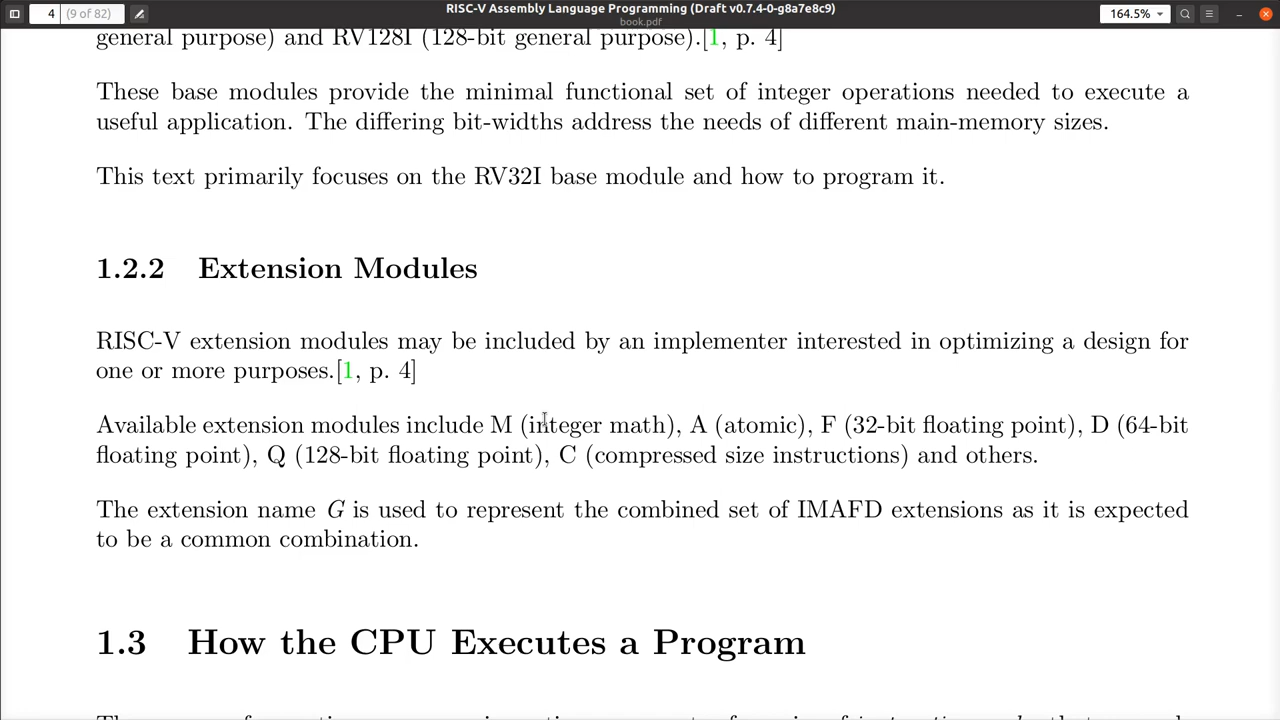 RISC-V Assembly Language Programming (Draft v0.7.4-0-g8a7e8c9)
book.pdf
4 (9 of 82)
164.5%
general purpose) and RV128I (128-bit general purpose).[1, p. 4]
These base modules provide the minimal functional set of integer operations needed to execute a
useful application. The differing bit-widths address the needs of different main-memory sizes.
This text primarily focuses on the RV32I base module and how to program it.
1.2.2 Extension Modules
RISC-V extension modules may be included by an implementer interested in optimizing a design for
one or more purposes.[1, p. 4]
Available extension modules include M (integer math), A (atomic), F (32-bit floating point), D (64-bit
floating point), Q (128-bit floating point), C (compressed size instructions) and others.
The extension name G is used to represent the combined set of IMAFD extensions as it is expected
to be a common combination.
1.3 How the CPU Executes a Program